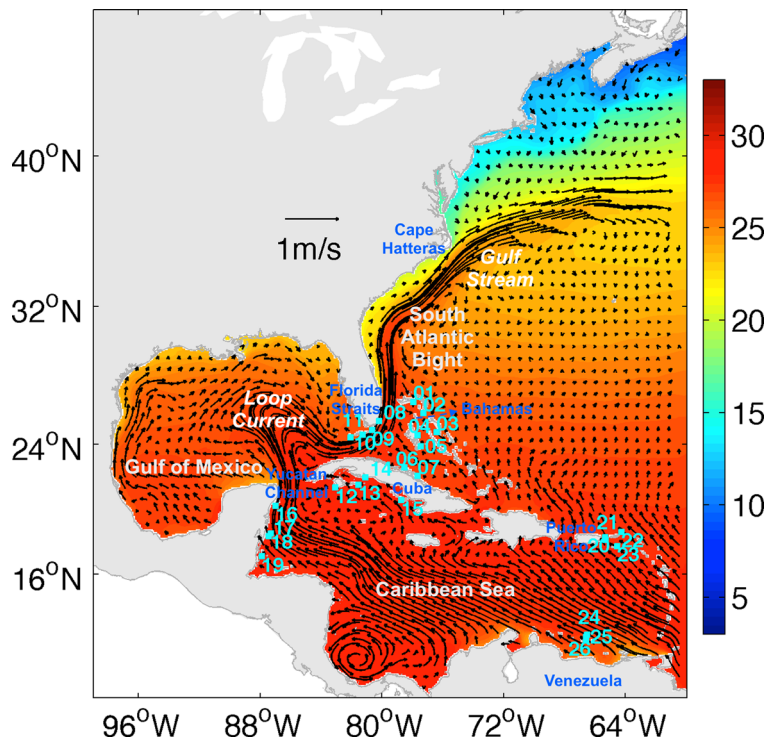 40°N
32°N
24°N
16°N
96°W
88°W
80°W
72°W
64°W
30
25
20
15
10
5
1m/s
Cape
Hatteras
Gulf
Stream
South
Atlantic
Bight
Florida
Straits
Bahamas
Loop
Current
Gulf of Mexico
Yucatan
Channel
Cuba
Puerto
Rico
Caribbean Sea
Venezuela
01
02
03
04
05
06
07
08
09
10
11
12
13
14
15
16
17
18
19
20
21
22
23
24
25
26